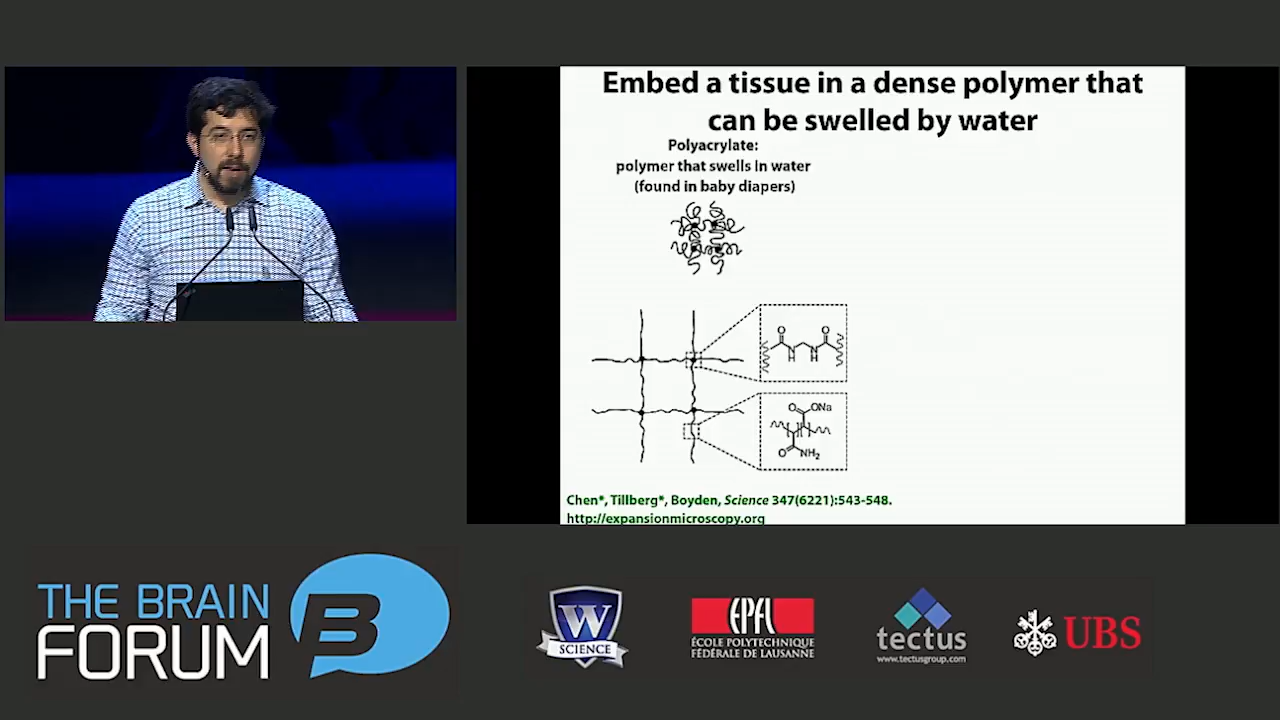 Embed a tissue in a dense polymer that
can be swelled by water
Polyacrylate:
polymer that swells in water
(found in baby diapers)
O
O
N
H
N
H
O
ONa
O
NH2
Chen*, Tillberg*, Boyden, Science 347(6221):543-548.
http://expansionmicroscopy.org
THE BRAIN
FORUM
B
W
SCIENCE
EPFL
ÉCOLE POLYTECHNIQUE
FÉDÉRALE DE LAUSANNE
tectus
www.tectusgroup.com
UBS